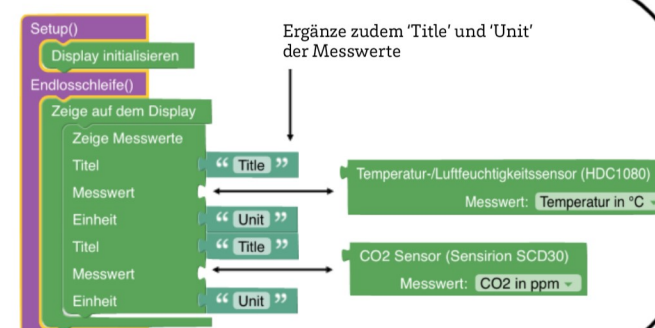 Setup()
Display initialisieren
Endlosschleife()
Zeige auf dem Display
Zeige Messwerte
Titel “ Title ”
Messwert
Einheit “ Unit ”
Titel “ Title ”
Messwert
Einheit “ Unit ”
Ergänze zudem ‘Title’ und ‘Unit’
der Messwerte
Temperatur-/Luftfeuchtigkeitssensor (HDC1080)
Messwert: Temperatur in °C
CO2 Sensor (Sensirion SCD30)
Messwert: CO2 in ppm